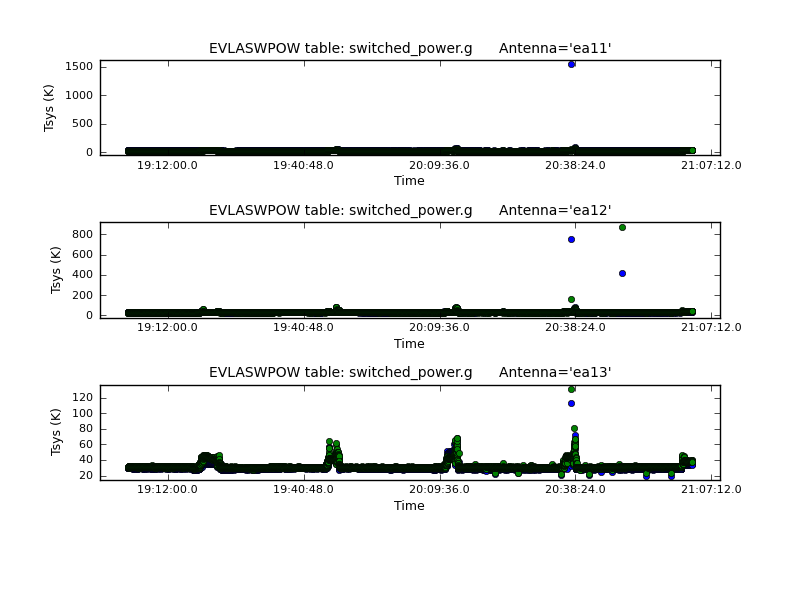 EVLASWPOW table: switched_power.g Antenna='ea11'
1500
1000
500
0
Tsys (K)
19:12:00.0 19:40:48.0 20:09:36.0 20:38:24.0 21:07:12.0
Time
EVLASWPOW table: switched_power.g Antenna='ea12'
800
600
400
200
0
Tsys (K)
19:12:00.0 19:40:48.0 20:09:36.0 20:38:24.0 21:07:12.0
Time
EVLASWPOW table: switched_power.g Antenna='ea13'
120
100
80
60
40
20
Tsys (K)
19:12:00.0 19:40:48.0 20:09:36.0 20:38:24.0 21:07:12.0
Time